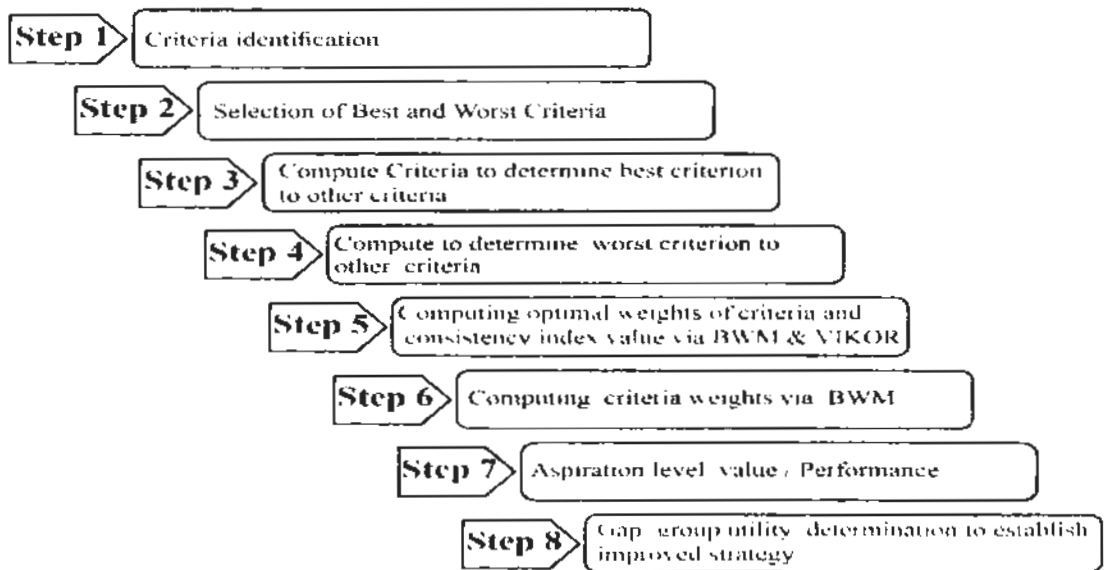 Step 1 Criteria identification
Step 2 Selection of Best and Worst Criteria
Step 3 Compute Criteria to determine best criterion
to other criteria
Step 4 Compute to determine worst criterion to
other criteria
Step 5 Computing optimal weights of criteria and
consistency index value via BWM & VIKOR
Step 6 Computing criteria weights via BWM
Step 7 Aspiration level value / Performance
Step 8 Gap group utility determination to establish
improved strategy